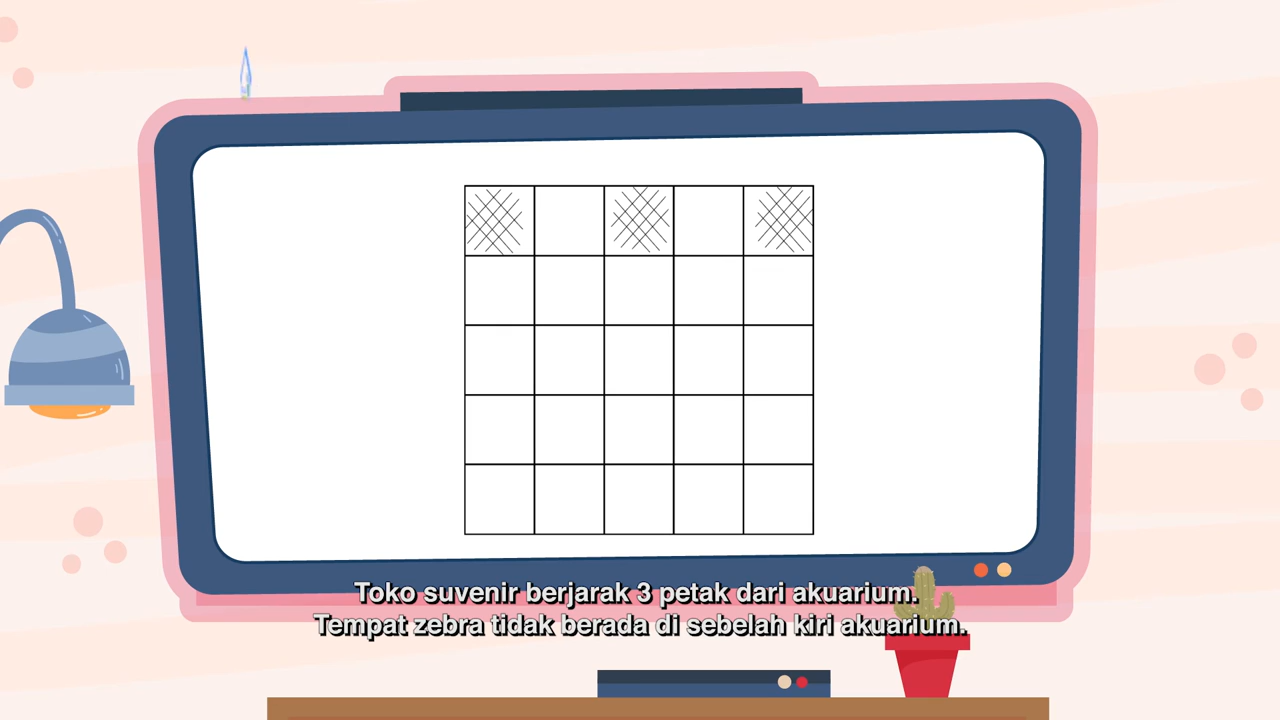 Toko suvenir berjarak 3 petak dari akuarium.
Tempat zebra tidak berada di sebelah kiri akuarium.